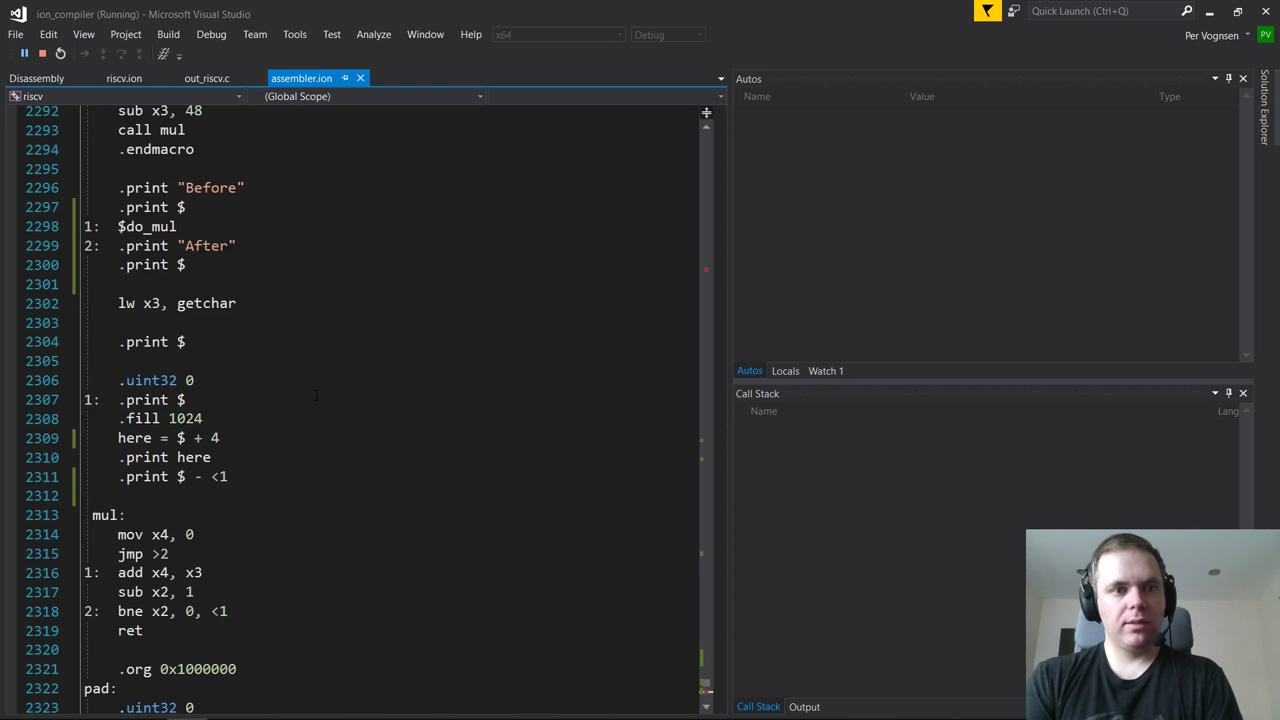 ion_compiler (Running) - Microsoft Visual Studio
Quick Launch (Ctrl+Q)
File Edit View Project Build Debug Team Tools Test Analyze Window Help x64 Debug
Per Vognsen PV
Disassembly riscv.ion out_riscv.c assembler.ion
riscv (Global Scope)
2292 sub x3, 48
2293 call mul
2294 .endmacro
2295
2296 .print "Before"
2297 .print $
2298 1: $do_mul
2299 2: .print "After"
2300 .print $
2301
2302 lw x3, getchar
2303
2304 .print $
2305
2306 .uint32 0
2307 1: .print $
2308 .fill 1024
2309 here = $ + 4
2310 .print here
2311 .print $ - <1
2312
2313 mul:
2314 mov x4, 0
2315 jmp >2
2316 1: add x4, x3
2317 sub x2, 1
2318 2: bne x2, 0, <1
2319 ret
2320
2321 .org 0x1000000
2322 pad:
2323 .uint32 0
Autos
Name Value Type
Autos Locals Watch 1
Call Stack
Name Lang
Call Stack Output
Solution Explorer